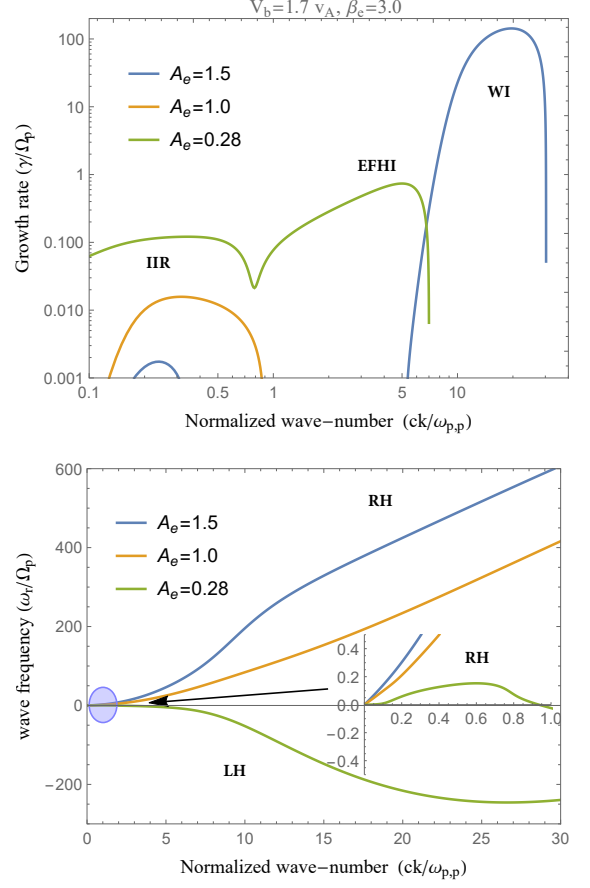 V_b=1.7 v_A, β_e=3.0
A_e=1.5
A_e=1.0
A_e=0.28
WI
EFHI
IIR
Growth rate (γ/Ω_p)
100
10
1
0.100
0.010
0.001
0.1 0.5 1 5 10
Normalized wave−number (ck/ω_p,p)
RH
A_e=1.5
A_e=1.0
A_e=0.28
wave frequency (ω_r/Ω_p)
600
400
200
0
−200
RH
0.4
0.2
0.0
−0.2
−0.4
0.2 0.4 0.6 0.8 1.0
LH
0 5 10 15 20 25 30
Normalized wave−number (ck/ω_p,p)